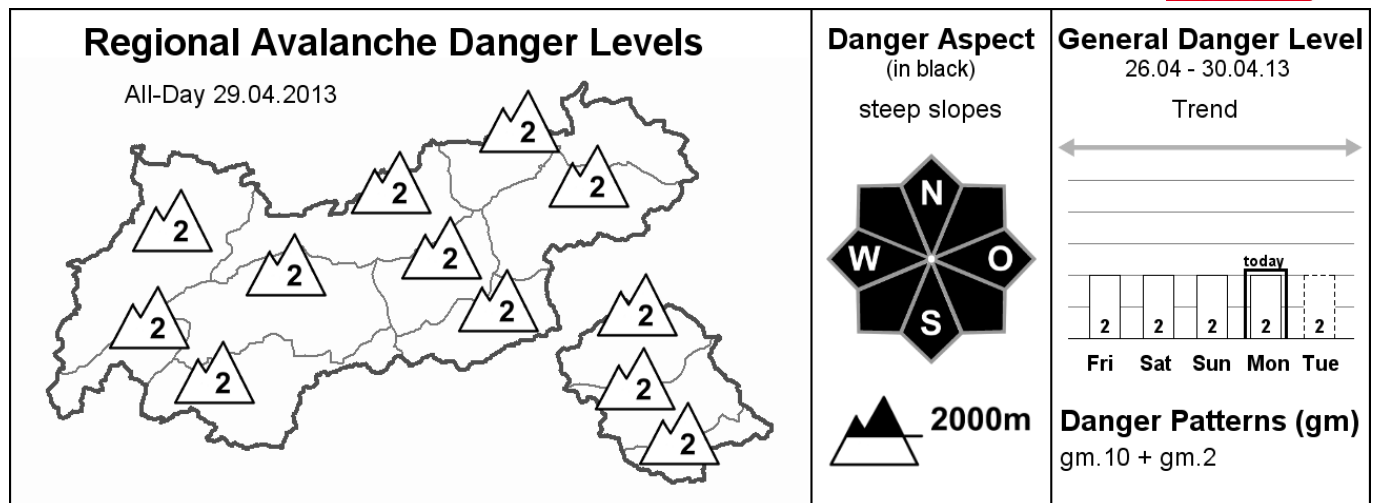 Regional Avalanche Danger Levels
All-Day 29.04.2013
2
2
2
2
2
2
2
2
2
2
2
2
Danger Aspect
(in black)
steep slopes
N
W O
S
2000m
General Danger Level
26.04 - 30.04.13
Trend
today
2 2 2 2 2
Fri Sat Sun Mon Tue
Danger Patterns (gm)
gm.10 + gm.2